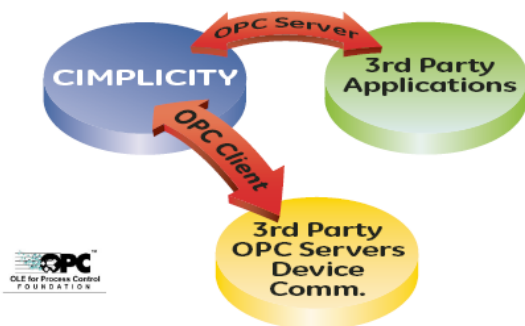 OPC Server
CIMPLICITY
3rd Party
Applications
OPC Client
3rd Party
OPC Servers
Device
Comm.
OPC™
OLE for Process Control
FOUNDATION